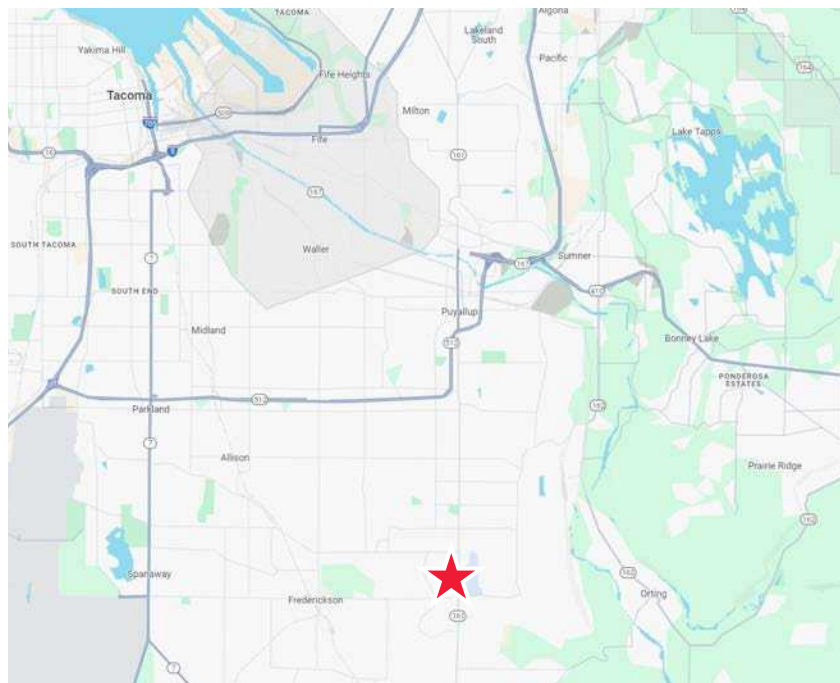 Algona
TACOMA
Lakeland
South
Yakima Hill
Pacific
164
Fife Heights
Tacoma
Milton
509
705
Fife
Lake Tapps
16
5
161
167
SOUTH TACOMA
Waller
167
Sumner
7
SOUTH END
410
Puyallup
Midland
512
Bonney Lake
PONDEROSA
ESTATES
512
162
Parkland
7
Allison
Prairie Ridge
162
Spanaway
162
Orting
Frederickson
161
7